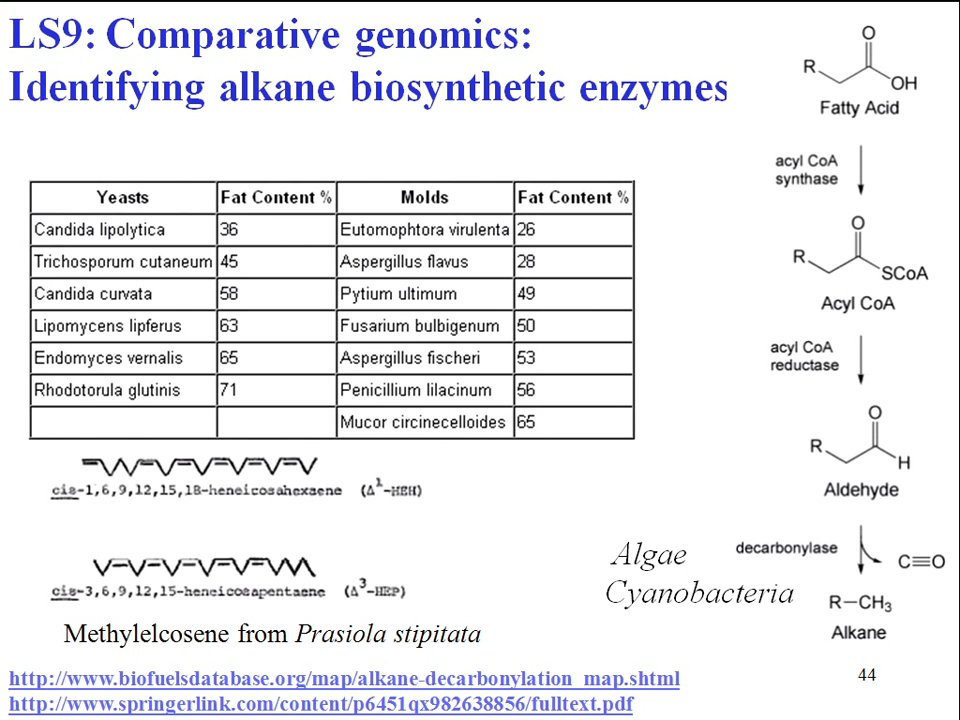 LS9: Comparative genomics:
Identifying alkane biosynthetic enzymes
Yeasts Fat Content % Molds Fat Content %
Candida lipolytica 36 Eutomophtora virulenta 26
Trichosporum cutaneum 45 Aspergillus flavus 28
Candida curvata 58 Pytium ultimum 49
Lipomycens lipferus 63 Fusarium bulbigenum 50
Endomyces vernalis 65 Aspergillus fischeri 53
Rhodotorula glutinis 71 Penicillium lilacinum 56
Mucor circinecelloides 65
cis-1,6,9,12,15,18-heneicosahexaene (Δ¹-HEH)
cis-3,6,9,12,15-heneicosapentaene (Δ³-HEP)
Methylelcosene from Prasiola stipitata
Algae
Cyanobacteria
http://www.biofuelsdatabase.org/map/alkane-decarbonylation_map.shtml
http://www.springerlink.com/content/p6451qx982638856/fulltext.pdf
O
R
OH
Fatty Acid
acyl CoA
synthase
O
R
SCoA
Acyl CoA
acyl CoA
reductase
O
R
H
Aldehyde
decarbonylase
C≡O
R—CH₃
Alkane
44